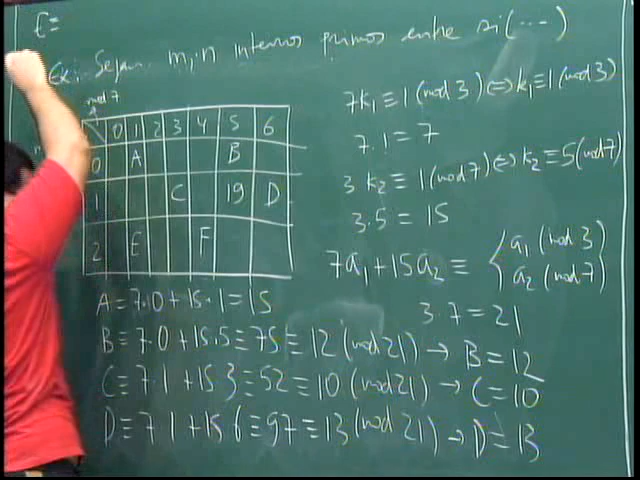 E=
Ex: Sejam m, n inteiros primos entre si (...)
mod 7
0 1 2 3 4 5 6
0 A B
1 C 19 D
2 E F
7k₁ ≡ 1 (mod 3) ⇔ k₁ ≡ 1 (mod 3)
7.1 = 7
3k₂ ≡ 1 (mod 7) ⇔ k₂ ≡ 5 (mod 7)
3.5 = 15
7a₁ + 15a₂ ≡ { a₁ (mod 3)
a₂ (mod 7)
3.7 = 21
A = 7.0 + 15.1 = 15
B = 7.0 + 15.5 ≡ 75 ≡ 12 (mod 21) → B = 12
C = 7.1 + 15 3 ≡ 52 ≡ 10 (mod 21) → C = 10
D ≡ 7 1 + 15 6 ≡ 97 ≡ 13 (mod 21) → D = 13